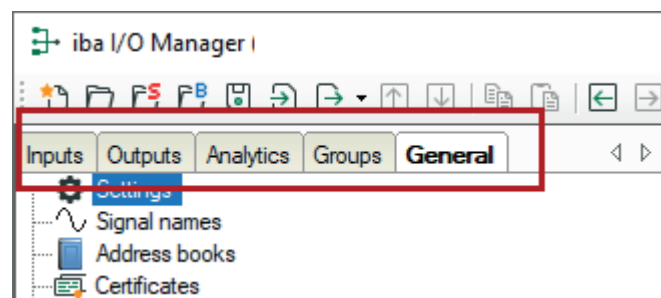 iba I/O Manager (
Inputs Outputs Analytics Groups General
Settings
Signal names
Address books
Certificates